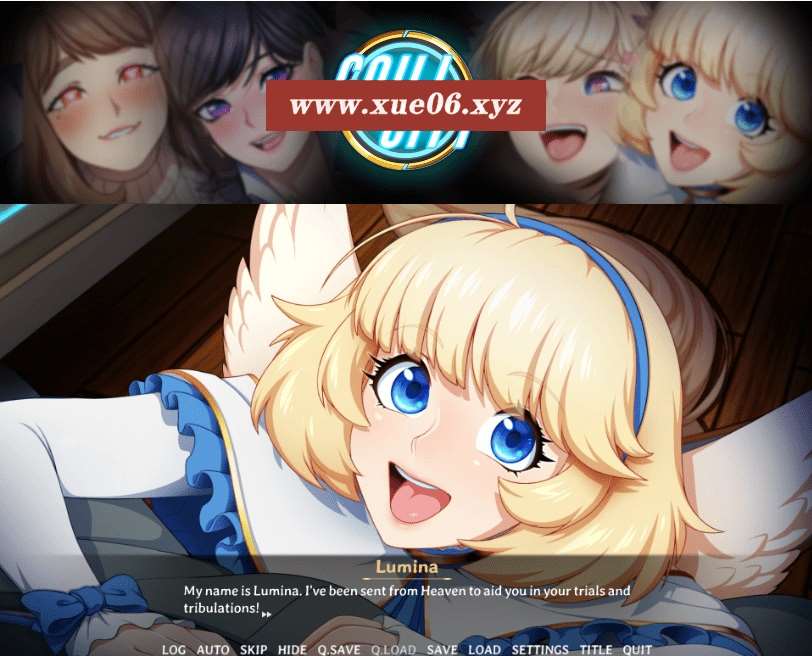 www.xue06.xyz
Lumina
My name is Lumina. I've been sent from Heaven to aid you in your trials and
tribulations!
LOG AUTO SKIP HIDE Q.SAVE Q.LOAD SAVE LOAD SETTINGS TITLE QUIT